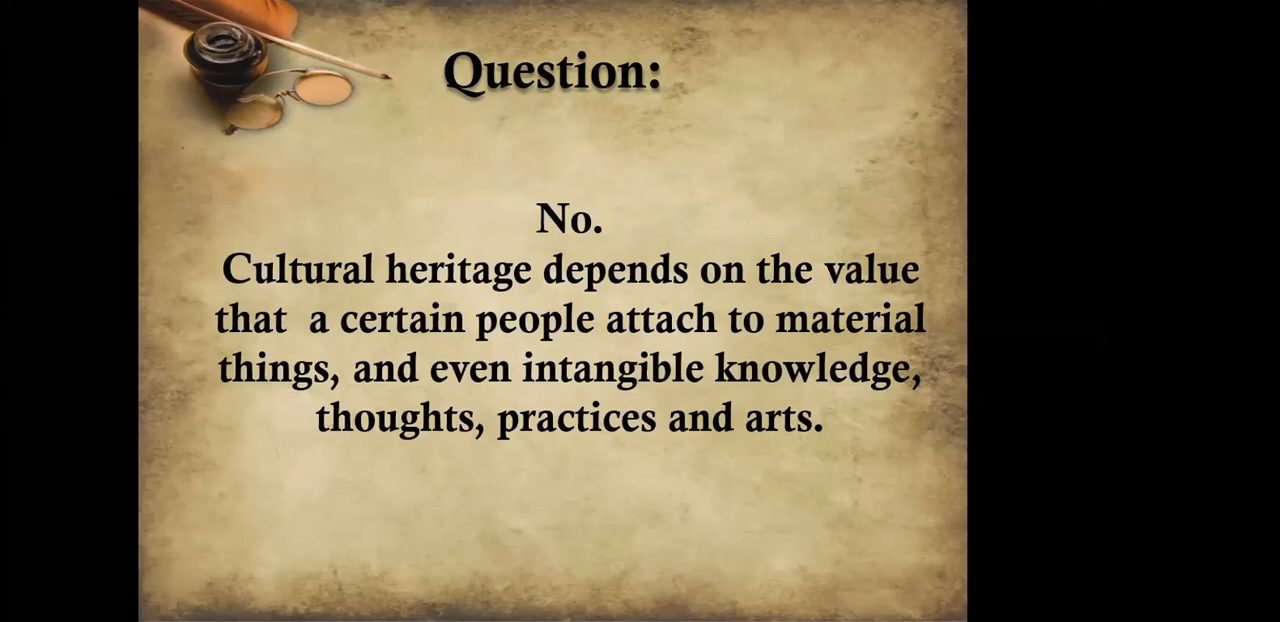 Question:
No.
Cultural heritage depends on the value
that  a certain people attach to material
things, and even intangible knowledge,
thoughts, practices and arts.